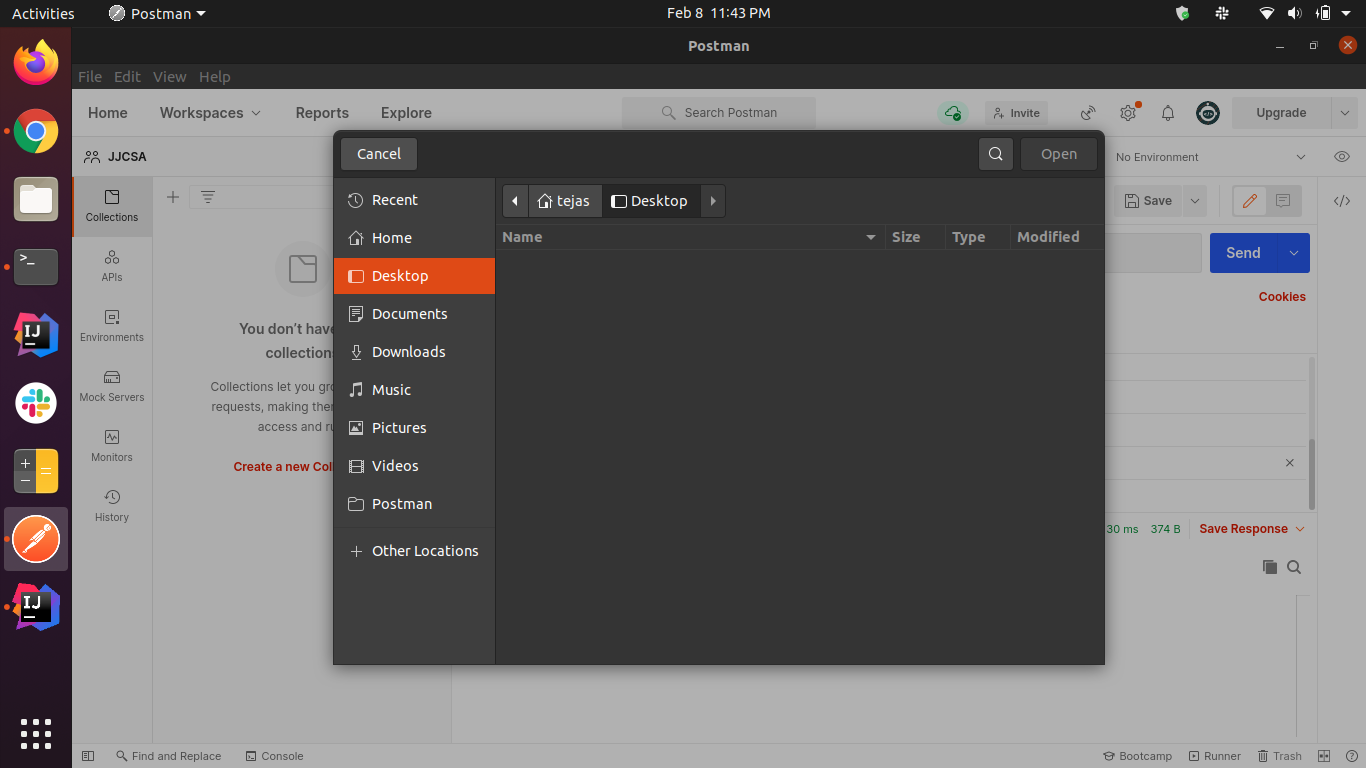 Activities Postman Feb 8 11:43 PM
Postman
File Edit View Help
Home Workspaces Reports Explore Search Postman Invite Upgrade
JJCSA No Environment
Cancel Open
Collections
APIs
Environments
Mock Servers
Monitors
History
You don't have
collection
Collections let you gro
requests, making the
access and ru
Create a new Col
Recent
Home
Desktop
Documents
Downloads
Music
Pictures
Videos
Postman
Other Locations
tejas Desktop
Name Size Type Modified
Save
Send
Cookies
30 ms 374 B Save Response
>_
IJ
IJ
Find and Replace Console Bootcamp Runner Trash